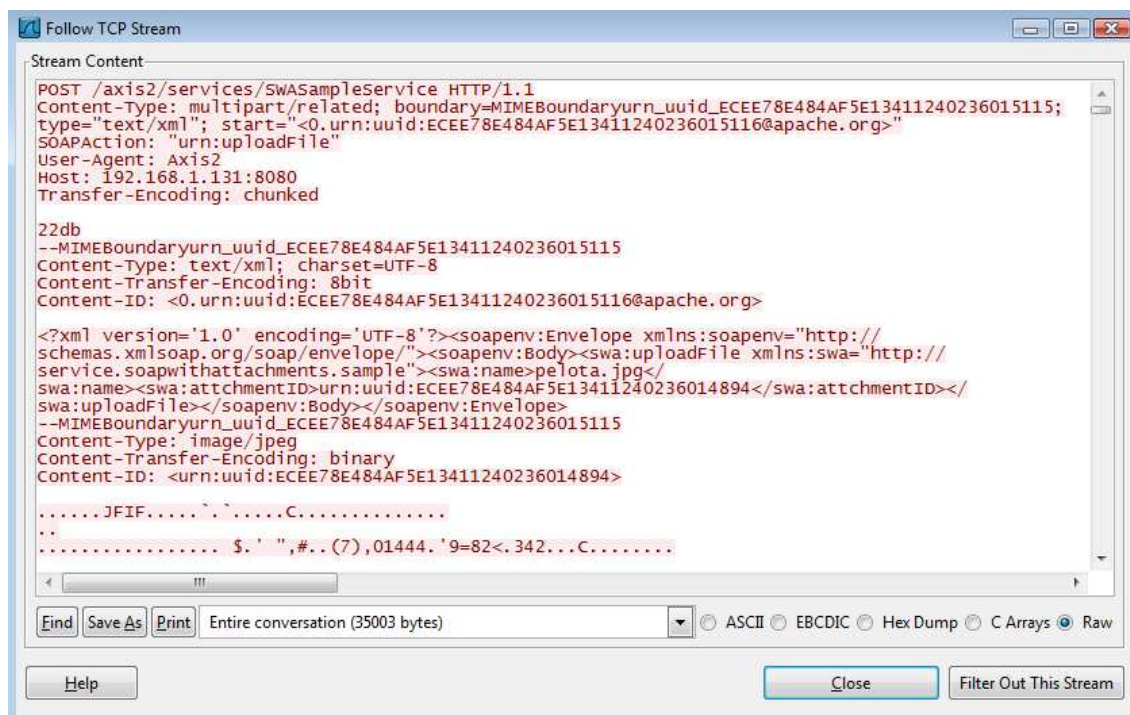 Follow TCP Stream
Stream Content
POST /axis2/services/SWASampleService HTTP/1.1
Content-Type: multipart/related; boundary=MIMEBoundaryurn_uuid_ECEE78E484AF5E13411240236015115;
type="text/xml"; start="<0.urn:uuid:ECEE78E484AF5E13411240236015116@apache.org>"
SOAPAction: "urn:uploadFile"
User-Agent: Axis2
Host: 192.168.1.131:8080
Transfer-Encoding: chunked
22db
--MIMEBoundaryurn_uuid_ECEE78E484AF5E13411240236015115
Content-Type: text/xml; charset=UTF-8
Content-Transfer-Encoding: 8bit
Content-ID: <0.urn:uuid:ECEE78E484AF5E13411240236015116@apache.org>
<?xml version='1.0' encoding='UTF-8'?><soapenv:Envelope xmlns:soapenv="http://
schemas.xmlsoap.org/soap/envelope/"><soapenv:Body><swa:uploadFile xmlns:swa="http://
service.soapwithattachments.sample"><swa:name>pelota.jpg</
swa:name><swa:attchmentID>urn:uuid:ECEE78E484AF5E13411240236014894</swa:attchmentID></
swa:uploadFile></soapenv:Body></soapenv:Envelope>
--MIMEBoundaryurn_uuid_ECEE78E484AF5E13411240236015115
Content-Type: image/jpeg
Content-Transfer-Encoding: binary
Content-ID: <urn:uuid:ECEE78E484AF5E13411240236014894>
......JFIF.....`.`.....C..............
..
................. $.' ",#..(7),01444.'9=82<.342...C........
Find Save As Print Entire conversation (35003 bytes) ASCII EBCDIC Hex Dump C Arrays Raw
Help Close Filter Out This Stream